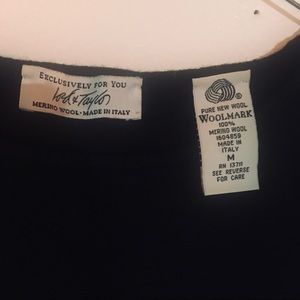 EXCLUSIVELY FOR YOU
Lord & Taylor
MERINO WOOL • MADE IN ITALY
PURE NEW WOOL
WOOLMARK
100%
MERINO WOOL
1604859
MADE IN
ITALY
M
RN 13711
SEE REVERSE
FOR CARE